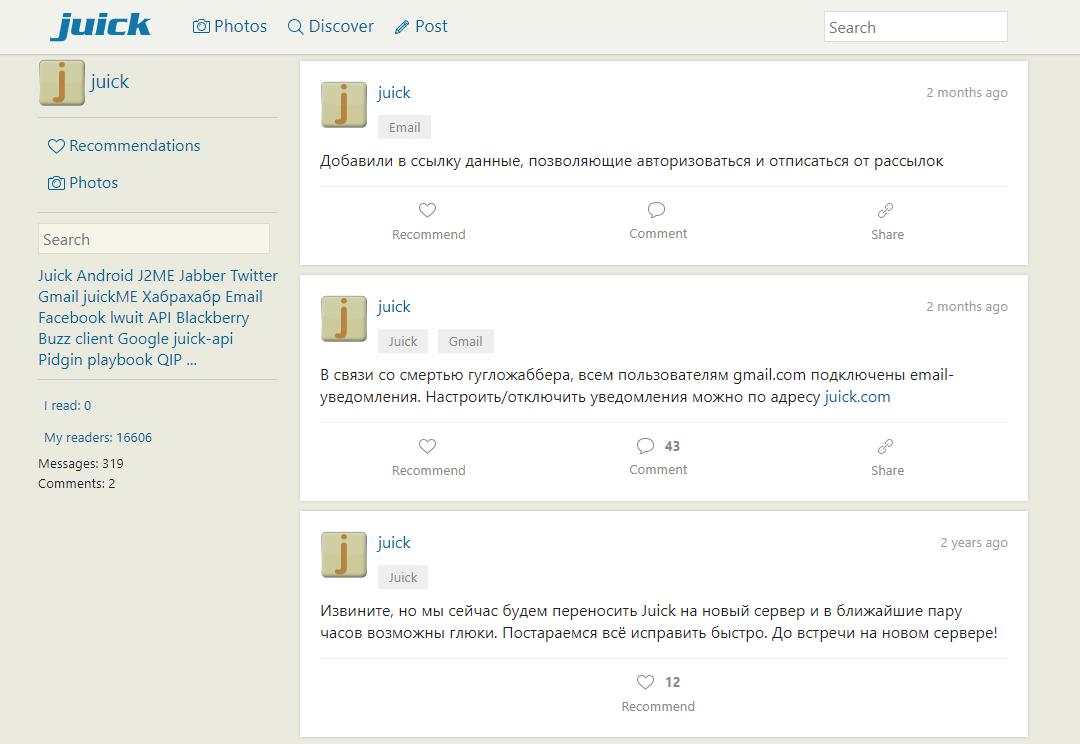 juick Photos Discover Post Search
juick
Recommendations
Photos
Search
Juick Android J2ME Jabber Twitter
Gmail juickME Хабрахабр Email
Facebook lwuit API Blackberry
Buzz client Google juick-api
Pidgin playbook QIP ...
I read: 0
My readers: 16606
Messages: 319
Comments: 2
juick 2 months ago
Email
Добавили в ссылку данные, позволяющие авторизоваться и отписаться от рассылок
Recommend Comment Share
juick 2 months ago
Juick Gmail
В связи со смертью гугложаббера, всем пользователям gmail.com подключены email-
уведомления. Настроить/отключить уведомления можно по адресу juick.com
43
Recommend Comment Share
juick 2 years ago
Juick
Извините, но мы сейчас будем переносить Juick на новый сервер и в ближайшие пару
часов возможны глюки. Постараемся всё исправить быстро. До встречи на новом сервере!
12
Recommend